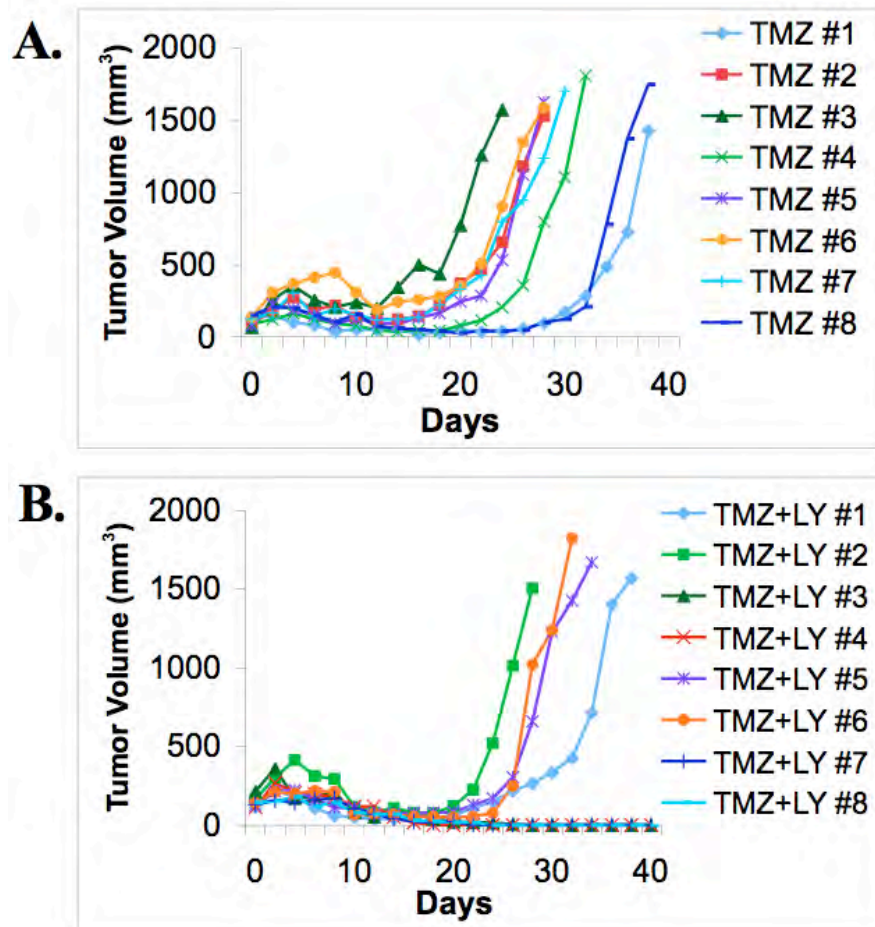 A.
Tumor Volume (mm³)
2000
1500
1000
500
0
0 10 20 30 40
Days
TMZ #1
TMZ #2
TMZ #3
TMZ #4
TMZ #5
TMZ #6
TMZ #7
TMZ #8
B.
Tumor Volume (mm³)
2000
1500
1000
500
0
0 10 20 30 40
Days
TMZ+LY #1
TMZ+LY #2
TMZ+LY #3
TMZ+LY #4
TMZ+LY #5
TMZ+LY #6
TMZ+LY #7
TMZ+LY #8